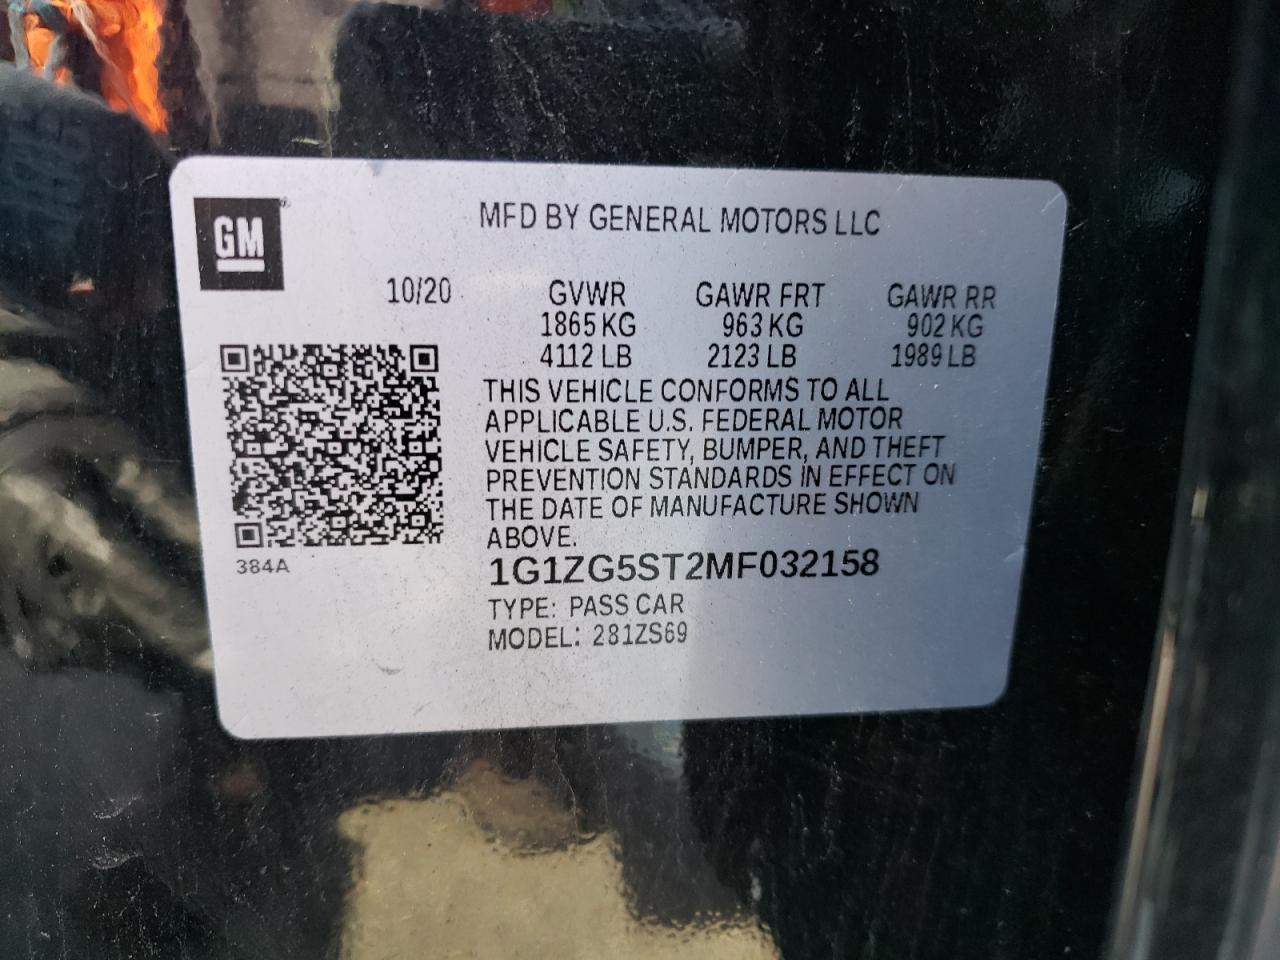 GM®
MFD BY GENERAL MOTORS LLC
10/20 GVWR GAWR FRT GAWR RR
1865 KG 963 KG 902 KG
4112 LB 2123 LB 1989 LB
THIS VEHICLE CONFORMS TO ALL
APPLICABLE U.S. FEDERAL MOTOR
VEHICLE SAFETY, BUMPER, AND THEFT
PREVENTION STANDARDS IN EFFECT ON
THE DATE OF MANUFACTURE SHOWN
ABOVE.
384A
1G1ZG5ST2MF032158
TYPE: PASS CAR
MODEL: 281ZS69